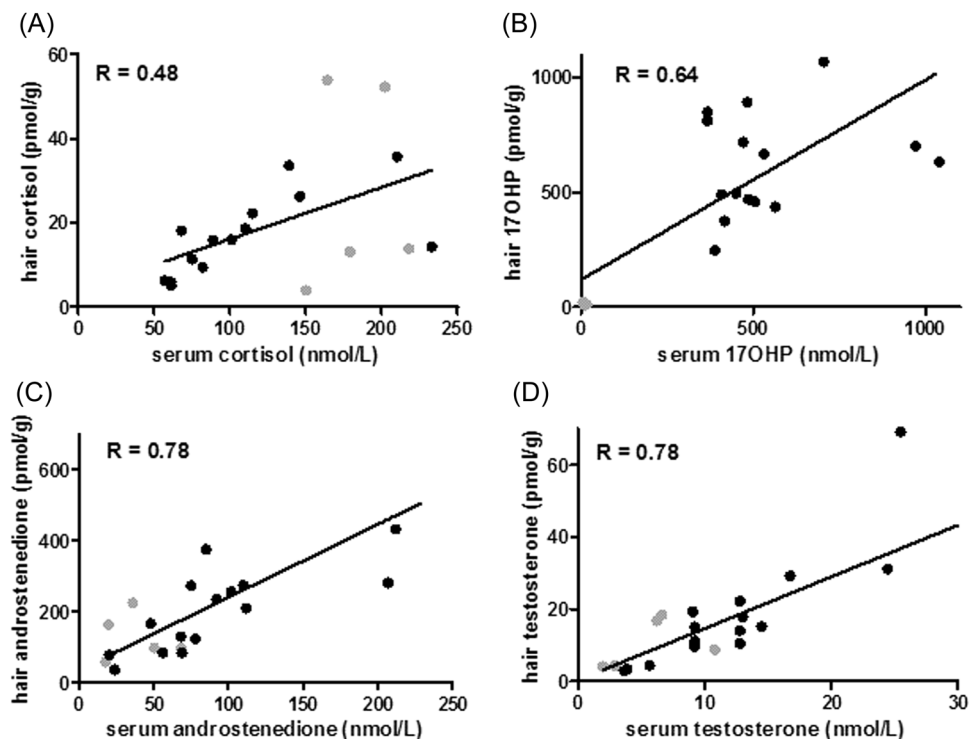 (A)
R = 0.48
hair cortisol (pmol/g)
60
40
20
0
0 50 100 150 200 250
serum cortisol (nmol/L)
(B)
R = 0.64
hair 17OHP (pmol/g)
1000
500
0
0 500 1000
serum 17OHP (nmol/L)
(C)
R = 0.78
hair androstenedione (pmol/g)
600
400
200
0
0 50 100 150 200 250
serum androstenedione (nmol/L)
(D)
R = 0.78
hair testosterone (pmol/g)
60
40
20
0
0 10 20 30
serum testosterone (nmol/L)